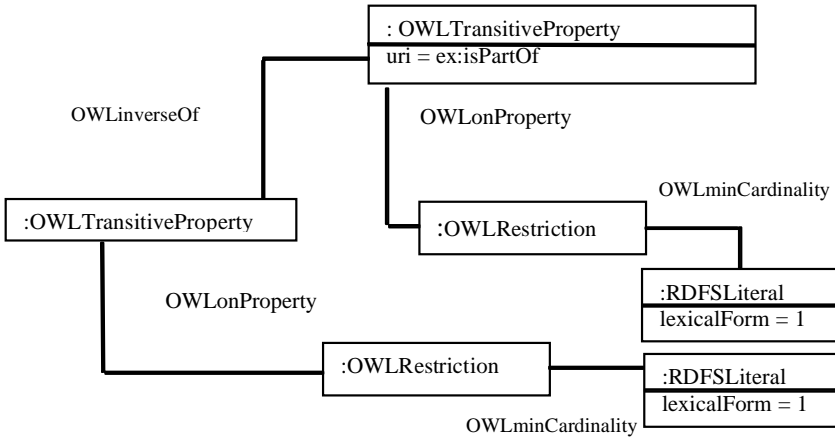 : OWLTransitiveProperty
uri = ex:isPartOf
OWLinverseOf
OWLonProperty
OWLminCardinality
:OWLTransitiveProperty
:OWLRestriction
:RDFSLiteral
lexicalForm = 1
OWLonProperty
:OWLRestriction
:RDFSLiteral
lexicalForm = 1
OWLminCardinality